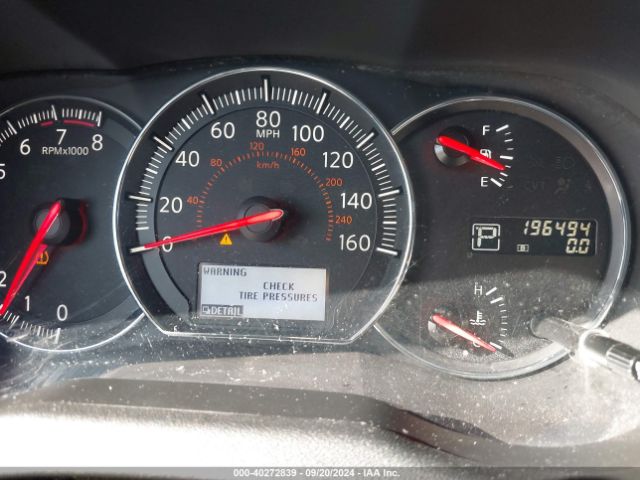 5
6
7
8
RPMx1000
2
1
0
0
20
40
60
80
MPH
100
120
140
160
40
80
120
160
200
240
km/h
WARNING
CHECK
TIRE PRESSURES
DETAIL
F
E
CVT
P
196494
B 0.0
H
C
000-40272839 - 09/20/2024 - IAA Inc.